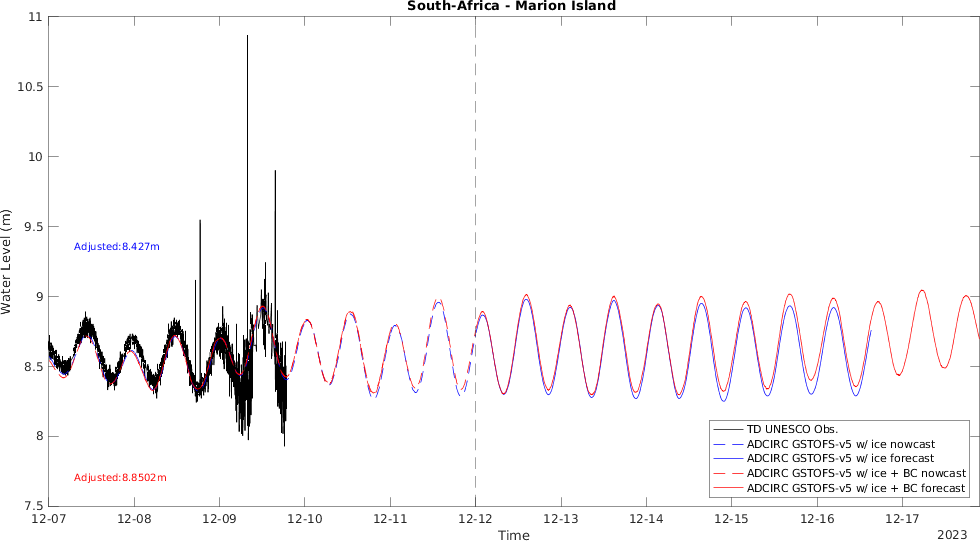 South-Africa - Marion Island
11
10.5
10
9.5
9
8.5
8
7.5
Water Level (m)
Adjusted:8.427m
Adjusted:8.8502m
TD UNESCO Obs.
ADCIRC GSTOFS-v5 w/ ice nowcast
ADCIRC GSTOFS-v5 w/ ice forecast
ADCIRC GSTOFS-v5 w/ ice + BC nowcast
ADCIRC GSTOFS-v5 w/ ice + BC forecast
12-07 12-08 12-09 12-10 12-11 12-12 12-13 12-14 12-15 12-16 12-17
Time
2023